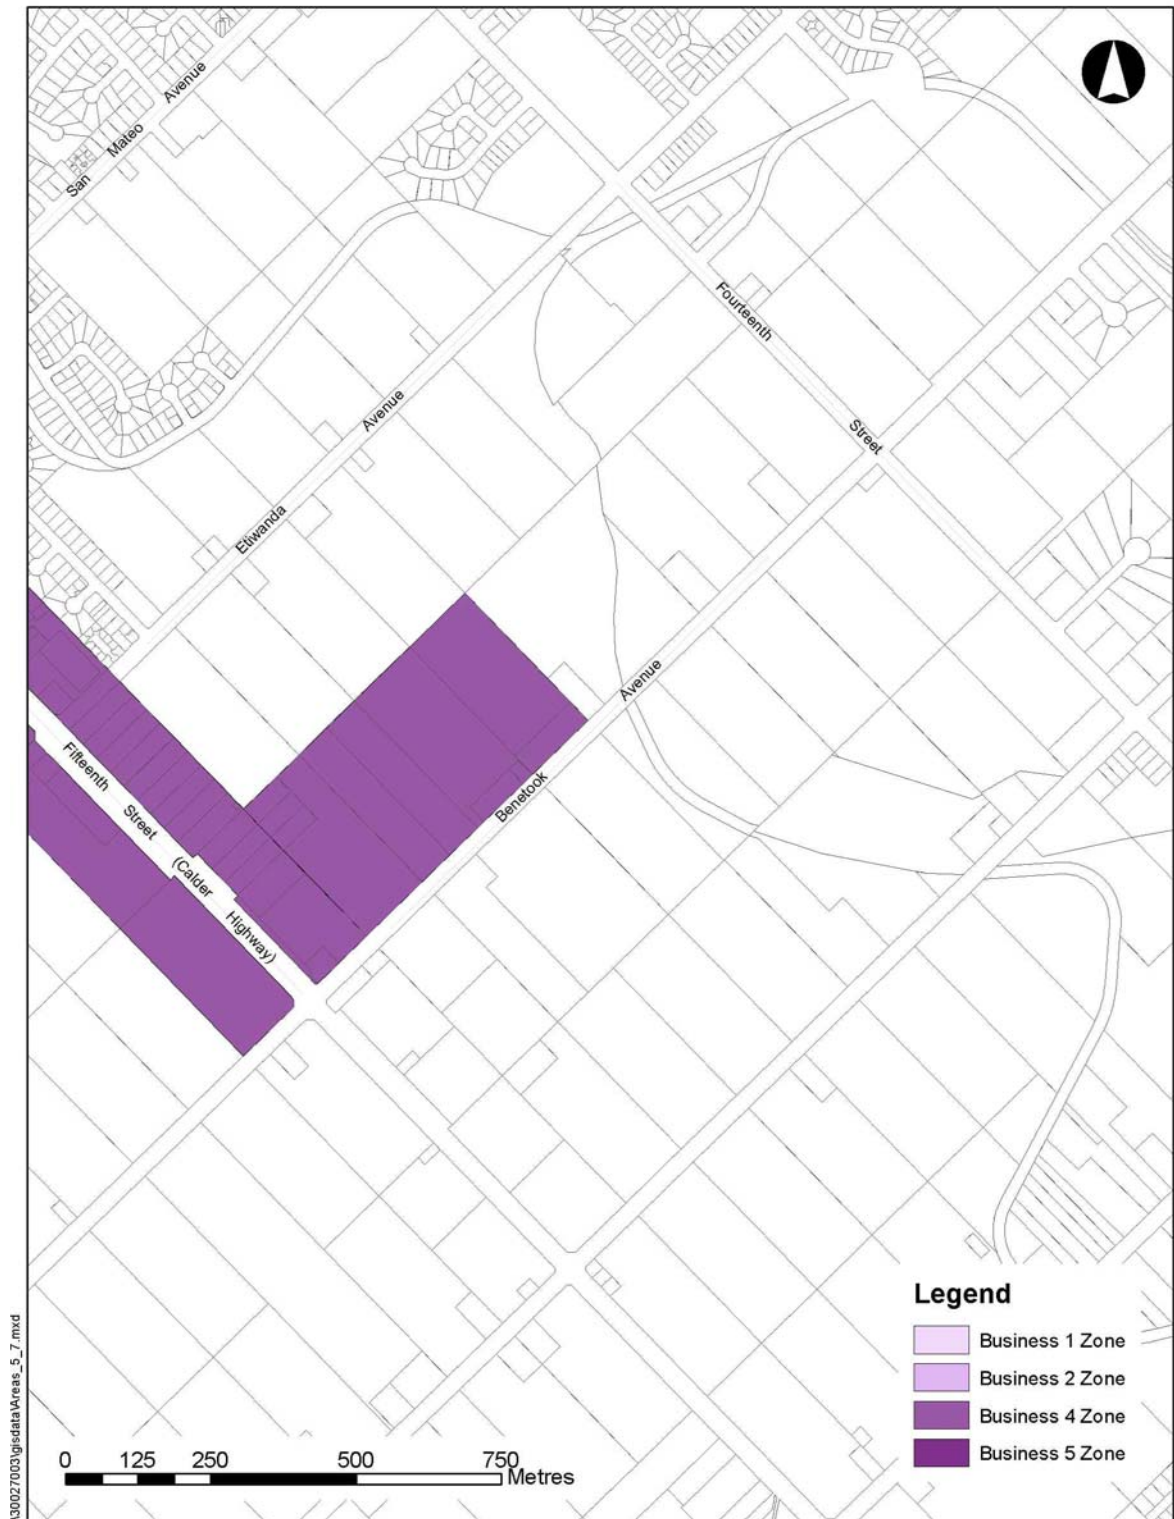 San Mateo Avenue
Fourteenth Street
Etiwanda Avenue
Benetook Avenue
Fifteenth Street (Calder Highway)
Legend
Business 1 Zone
Business 2 Zone
Business 4 Zone
Business 5 Zone
0 125 250 500 750
Metres
\30027003\gisdata\Areas_5_7.mxd